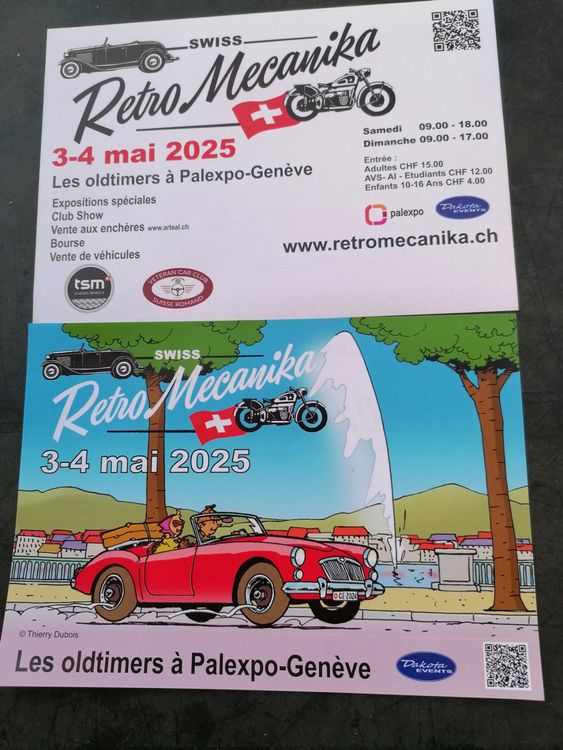 SWISS
Retro Mecanika
3-4 mai 2025
Les oldtimers à Palexpo-Genève
Expositions spéciales
Club Show
Vente aux enchères www.arteal.ch
Bourse
Vente de véhicules
Samedi 09.00 - 18.00
Dimanche 09.00 - 17.00
Entrée :
Adultes CHF 15.00
AVS- AI - Etudiants CHF 12.00
Enfants 10-16 Ans CHF 4.00
palexpo
Dakota
EVENTS
www.retromecanika.ch
tsm
CLASSIC WHEELS
VETERAN CAR CLUB
SUISSE ROMAND
SWISS
Retro Mecanika
3-4 mai 2025
GE 2024
© Thierry Dubois
Les oldtimers à Palexpo-Genève
Dakota
EVENTS